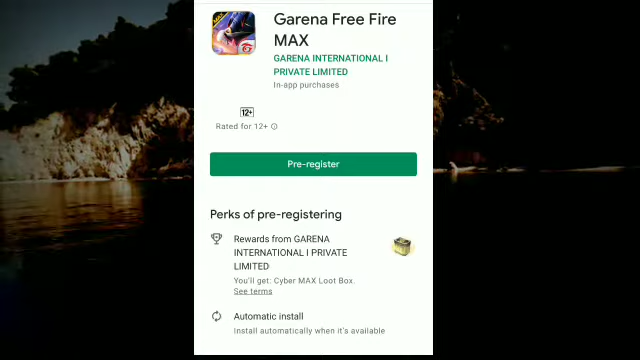 Garena Free Fire
MAX
GARENA INTERNATIONAL I
PRIVATE LIMITED
In-app purchases
12+
Rated for 12+
Pre-register
Perks of pre-registering
Rewards from GARENA
INTERNATIONAL I PRIVATE
LIMITED
You'll get: Cyber MAX Loot Box.
See terms
Automatic install
Install automatically when it's available